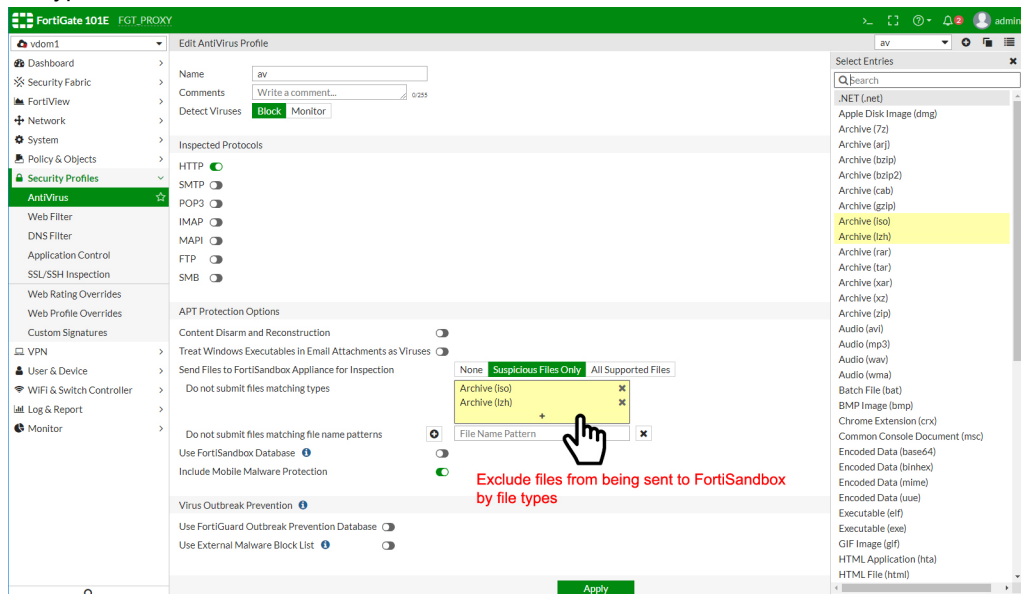 FortiGate 101E FGT_PROXY
>_ ? 2 admin
vdom1
Edit AntiVirus Profile
av
Dashboard
Security Fabric
FortiView
Network
System
Policy & Objects
Security Profiles
AntiVirus
Web Filter
DNS Filter
Application Control
SSL/SSH Inspection
Web Rating Overrides
Web Profile Overrides
Custom Signatures
VPN
User & Device
WiFi & Switch Controller
Log & Report
Monitor
Name av
Comments Write a comment... 0/255
Detect Viruses Block Monitor
Inspected Protocols
HTTP
SMTP
POP3
IMAP
MAPI
FTP
SMB
APT Protection Options
Content Disarm and Reconstruction
Treat Windows Executables in Email Attachments as Viruses
Send Files to FortiSandbox Appliance for Inspection None Suspicious Files Only All Supported Files
Do not submit files matching types Archive (iso)
Archive (lzh)
+
Do not submit files matching file name patterns File Name Pattern
Use FortiSandbox Database
Include Mobile Malware Protection
Exclude files from being sent to FortiSandbox
by file types
Virus Outbreak Prevention
Use FortiGuard Outbreak Prevention Database
Use External Malware Block List
Apply
Select Entries
Search
.NET (.net)
Apple Disk Image (dmg)
Archive (7z)
Archive (arj)
Archive (bzip)
Archive (bzip2)
Archive (cab)
Archive (gzip)
Archive (iso)
Archive (lzh)
Archive (rar)
Archive (tar)
Archive (xar)
Archive (xz)
Archive (zip)
Audio (avi)
Audio (mp3)
Audio (wav)
Audio (wma)
Batch File (bat)
BMP Image (bmp)
Chrome Extension (crx)
Common Console Document (msc)
Encoded Data (base64)
Encoded Data (binhex)
Encoded Data (mime)
Encoded Data (uue)
Executable (elf)
Executable (exe)
GIF Image (gif)
HTML Application (hta)
HTML File (html)